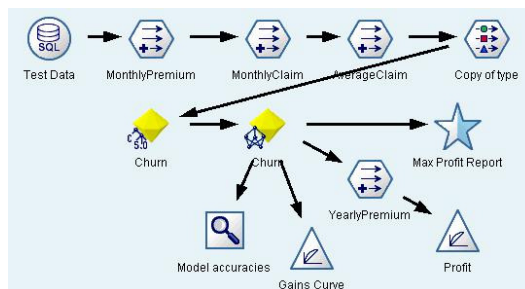 SQL
Test Data
MonthlyPremium
MonthlyClaim
AverageClaim
Copy of type
C 5.0
Churn
Churn
Max Profit Report
YearlyPremium
Model accuracies
Gains Curve
Profit